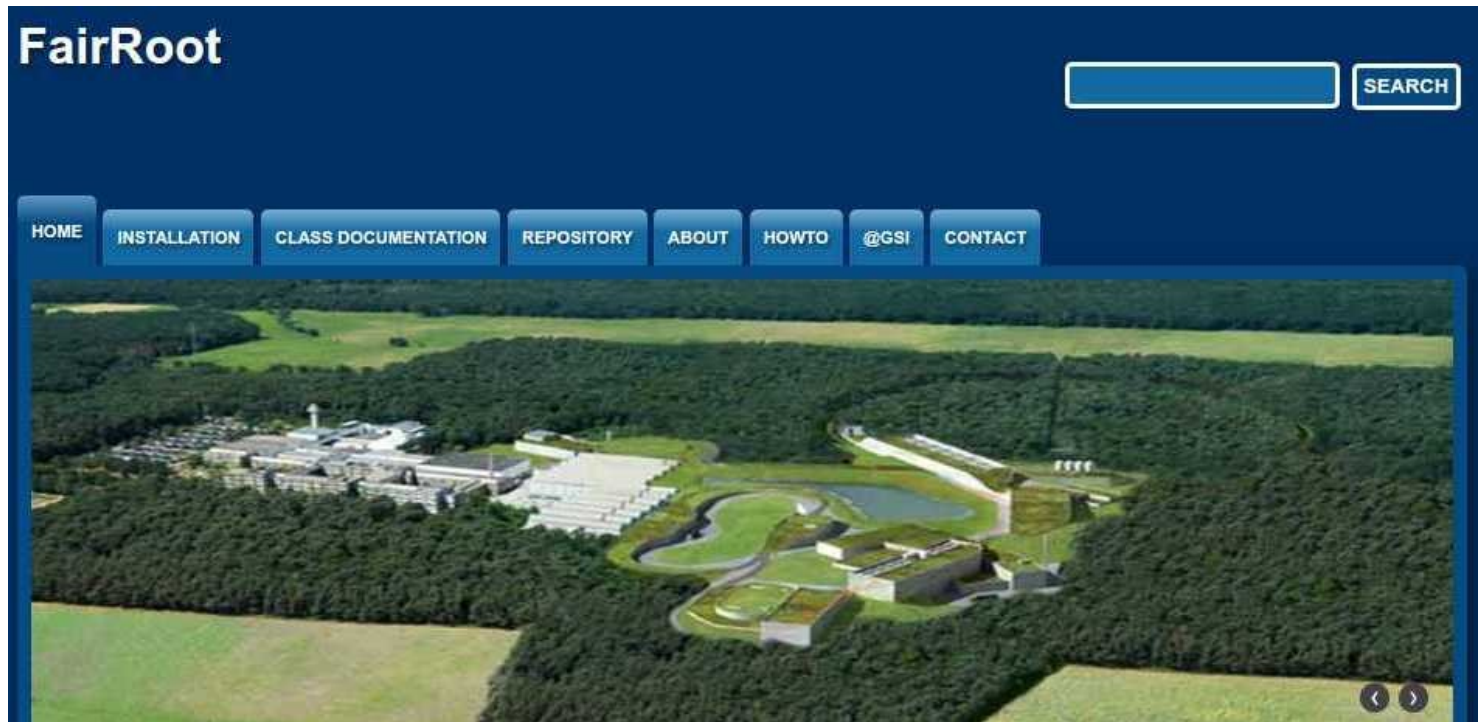 FairRoot
SEARCH
HOME INSTALLATION CLASS DOCUMENTATION REPOSITORY ABOUT HOWTO @GSI CONTACT